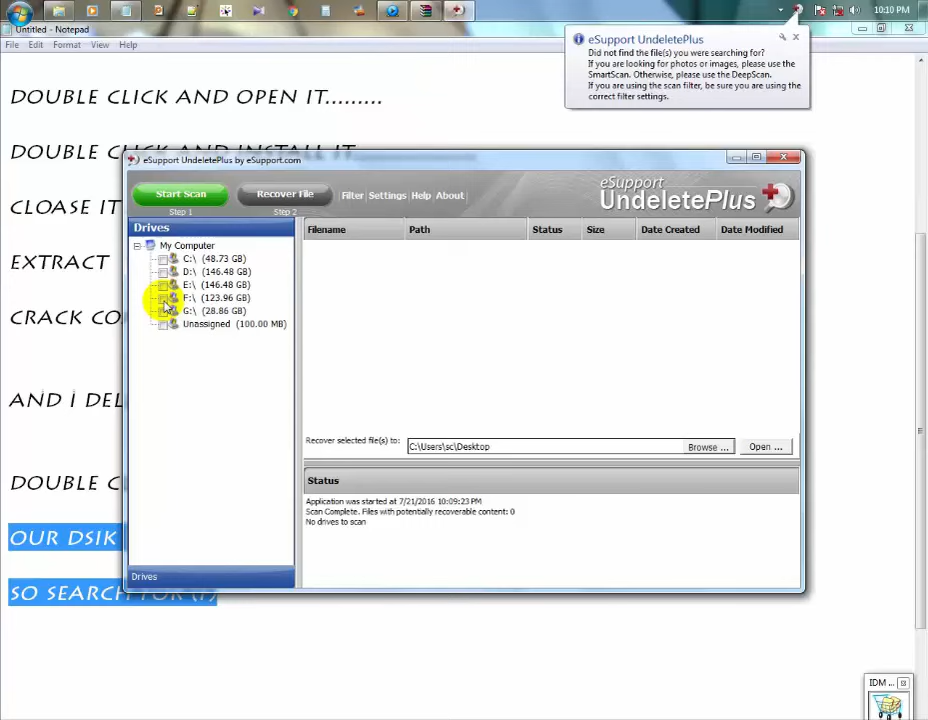 10:10 PM
Untitled - Notepad
File Edit Format View Help
eSupport UndeletePlus
Did not find the file(s) you were searching for?
If you are looking for photos or images, please use the
SmartScan. Otherwise, please use the DeepScan.
If you are using the scan filter, be sure you are using the
correct filter settings.
DOUBLE CLICK AND OPEN IT.........
DOUBLE CLICK AND INSTALL IT
CLOASE IT
EXTRACT
CRACK CO
AND I DEL
DOUBLE C
OUR DSIK
SO SEARCH FOR (F)
eSupport UndeletePlus by eSupport.com
Start Scan Recover File Filter Settings Help About
Step 1 Step 2
eSupport
UndeletePlus
Drives
My Computer
C:\ (48.73 GB)
D:\ (146.48 GB)
E:\ (146.48 GB)
F:\ (123.96 GB)
G:\ (28.86 GB)
Unassigned (100.00 MB)
Drives
Filename Path Status Size Date Created Date Modified
Recover selected file(s) to: C:\Users\sc\Desktop Browse ... Open ...
Status
Application was started at 7/21/2016 10:09:23 PM
Scan Complete. Files with potentially recoverable content: 0
No drives to scan
IDM ...